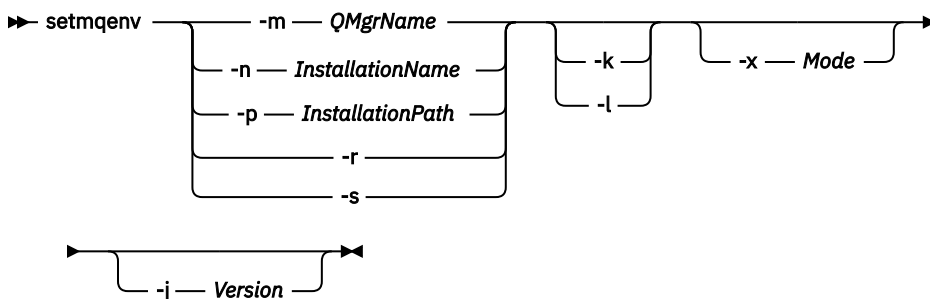 setmqenv -m QMgrName
-n InstallationName -k -x Mode
-p InstallationPath -l
-r
-s
-j Version